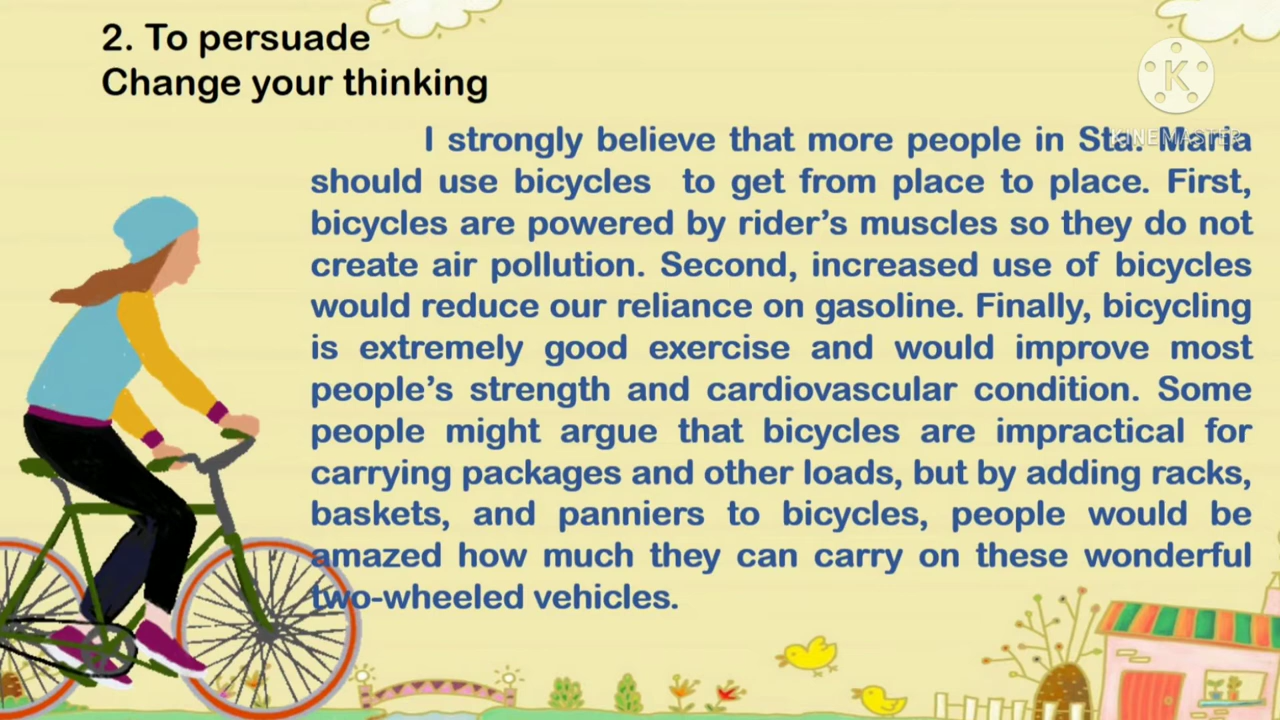 2. To persuade
Change your thinking
K
KINEMASTER
I strongly believe that more people in Sta. Maria
should use bicycles to get from place to place. First,
bicycles are powered by rider’s muscles so they do not
create air pollution. Second, increased use of bicycles
would reduce our reliance on gasoline. Finally, bicycling
is extremely good exercise and would improve most
people’s strength and cardiovascular condition. Some
people might argue that bicycles are impractical for
carrying packages and other loads, but by adding racks,
baskets, and panniers to bicycles, people would be
amazed how much they can carry on these wonderful
two-wheeled vehicles.